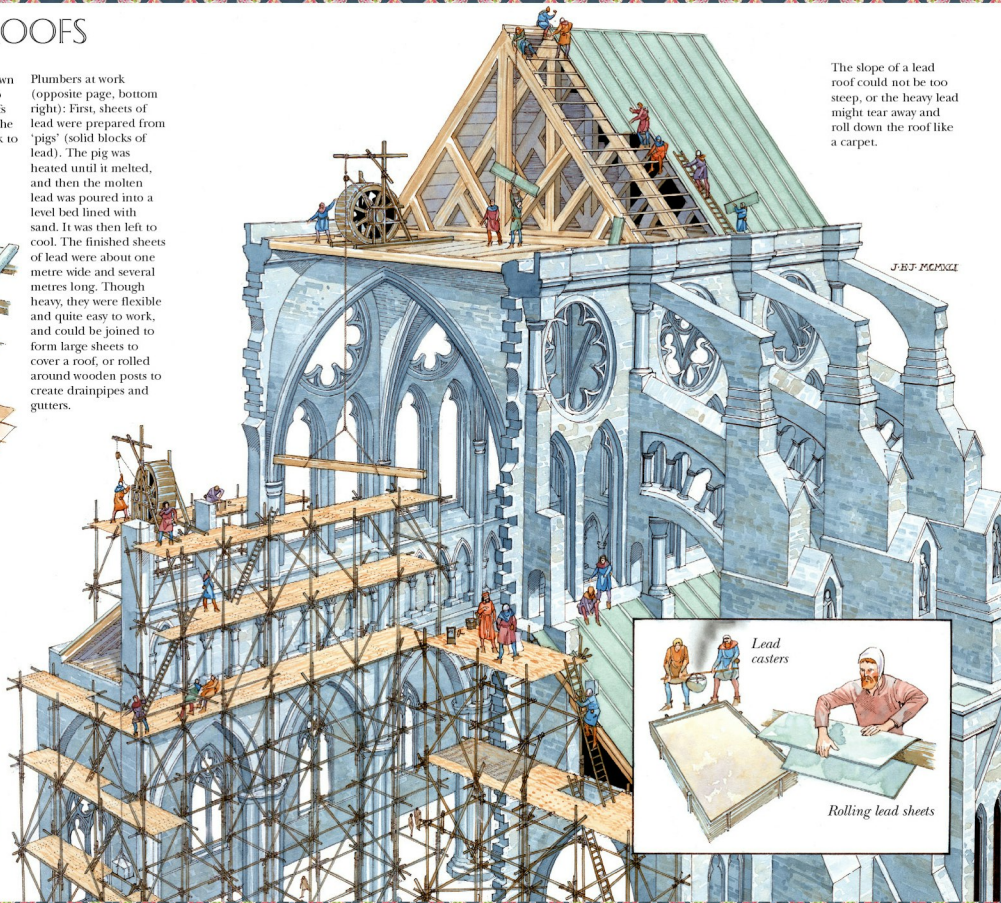 OOFS
wn
Plumbers at work
(opposite page, bottom
right): First, sheets of
lead were prepared from
'pigs' (solid blocks of
lead). The pig was
heated until it melted,
and then the molten
lead was poured into a
level bed lined with
sand. It was then left to
cool. The finished sheets
of lead were about one
metre wide and several
metres long. Though
heavy, they were flexible
and quite easy to work,
and could be joined to
form large sheets to
cover a roof, or rolled
around wooden posts to
create drainpipes and
gutters.
The slope of a lead
roof could not be too
steep, or the heavy lead
might tear away and
roll down the roof like
a carpet.
J·B·J· MCMXCI
Lead
casters
Rolling lead sheets